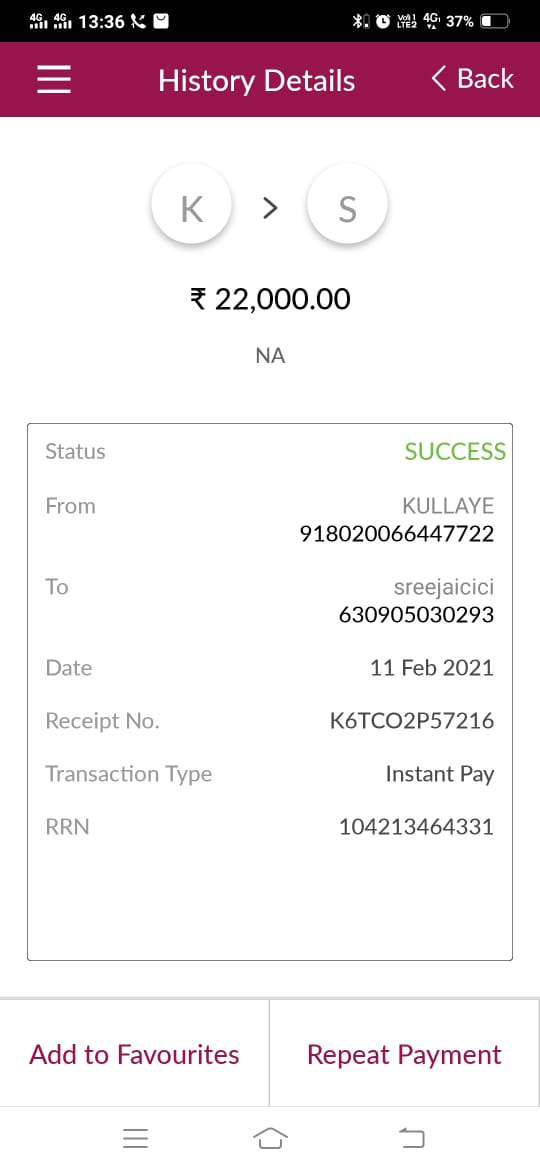 4G 4G 13:36 VoD 1 LTE2 4G 37%
History Details < Back
K > S
₹ 22,000.00
NA
Status SUCCESS
From KULLAYE
918020066447722
To sreejaicici
630905030293
Date 11 Feb 2021
Receipt No. K6TCO2P57216
Transaction Type Instant Pay
RRN 104213464331
Add to Favourites Repeat Payment